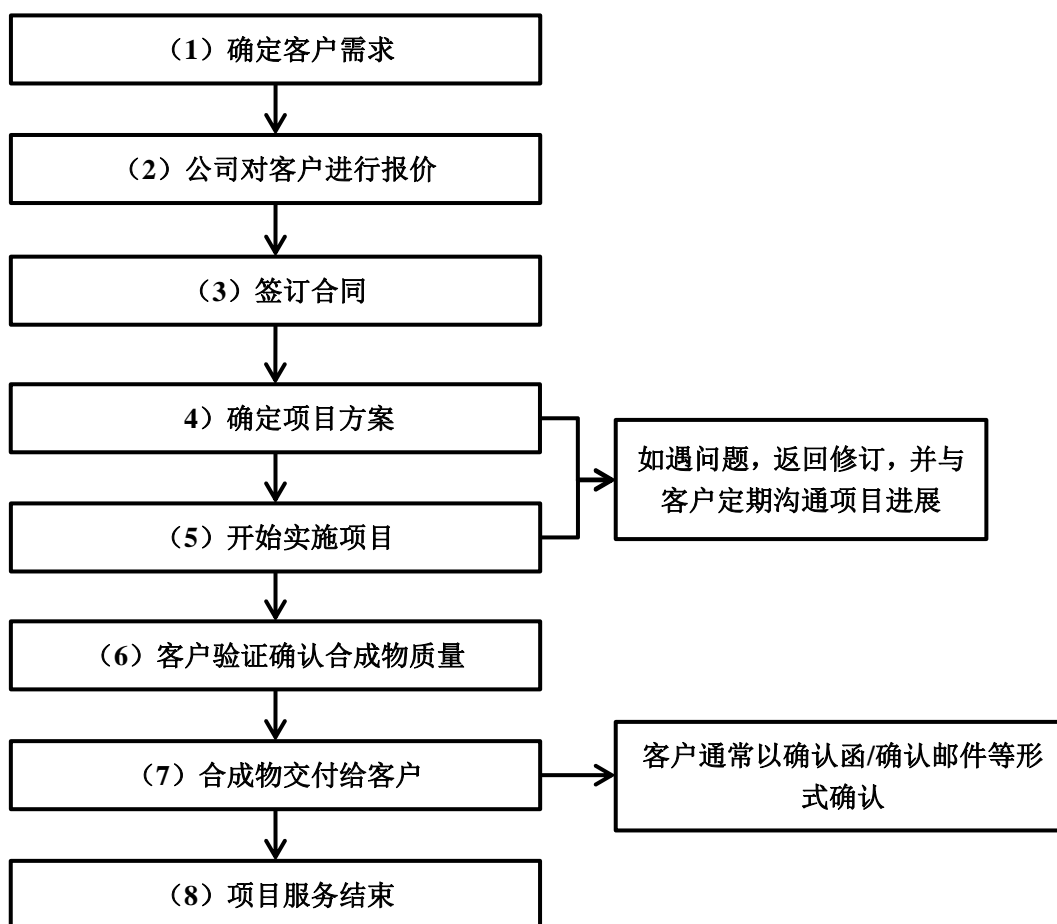 （1）确定客户需求
（2）公司对客户进行报价
（3）签订合同
4）确定项目方案
如遇问题，返回修订，并与
客户定期沟通项目进展
（5）开始实施项目
（6）客户验证确认合成物质量
（7）合成物交付给客户
客户通常以确认函/确认邮件等形
式确认
（8）项目服务结束